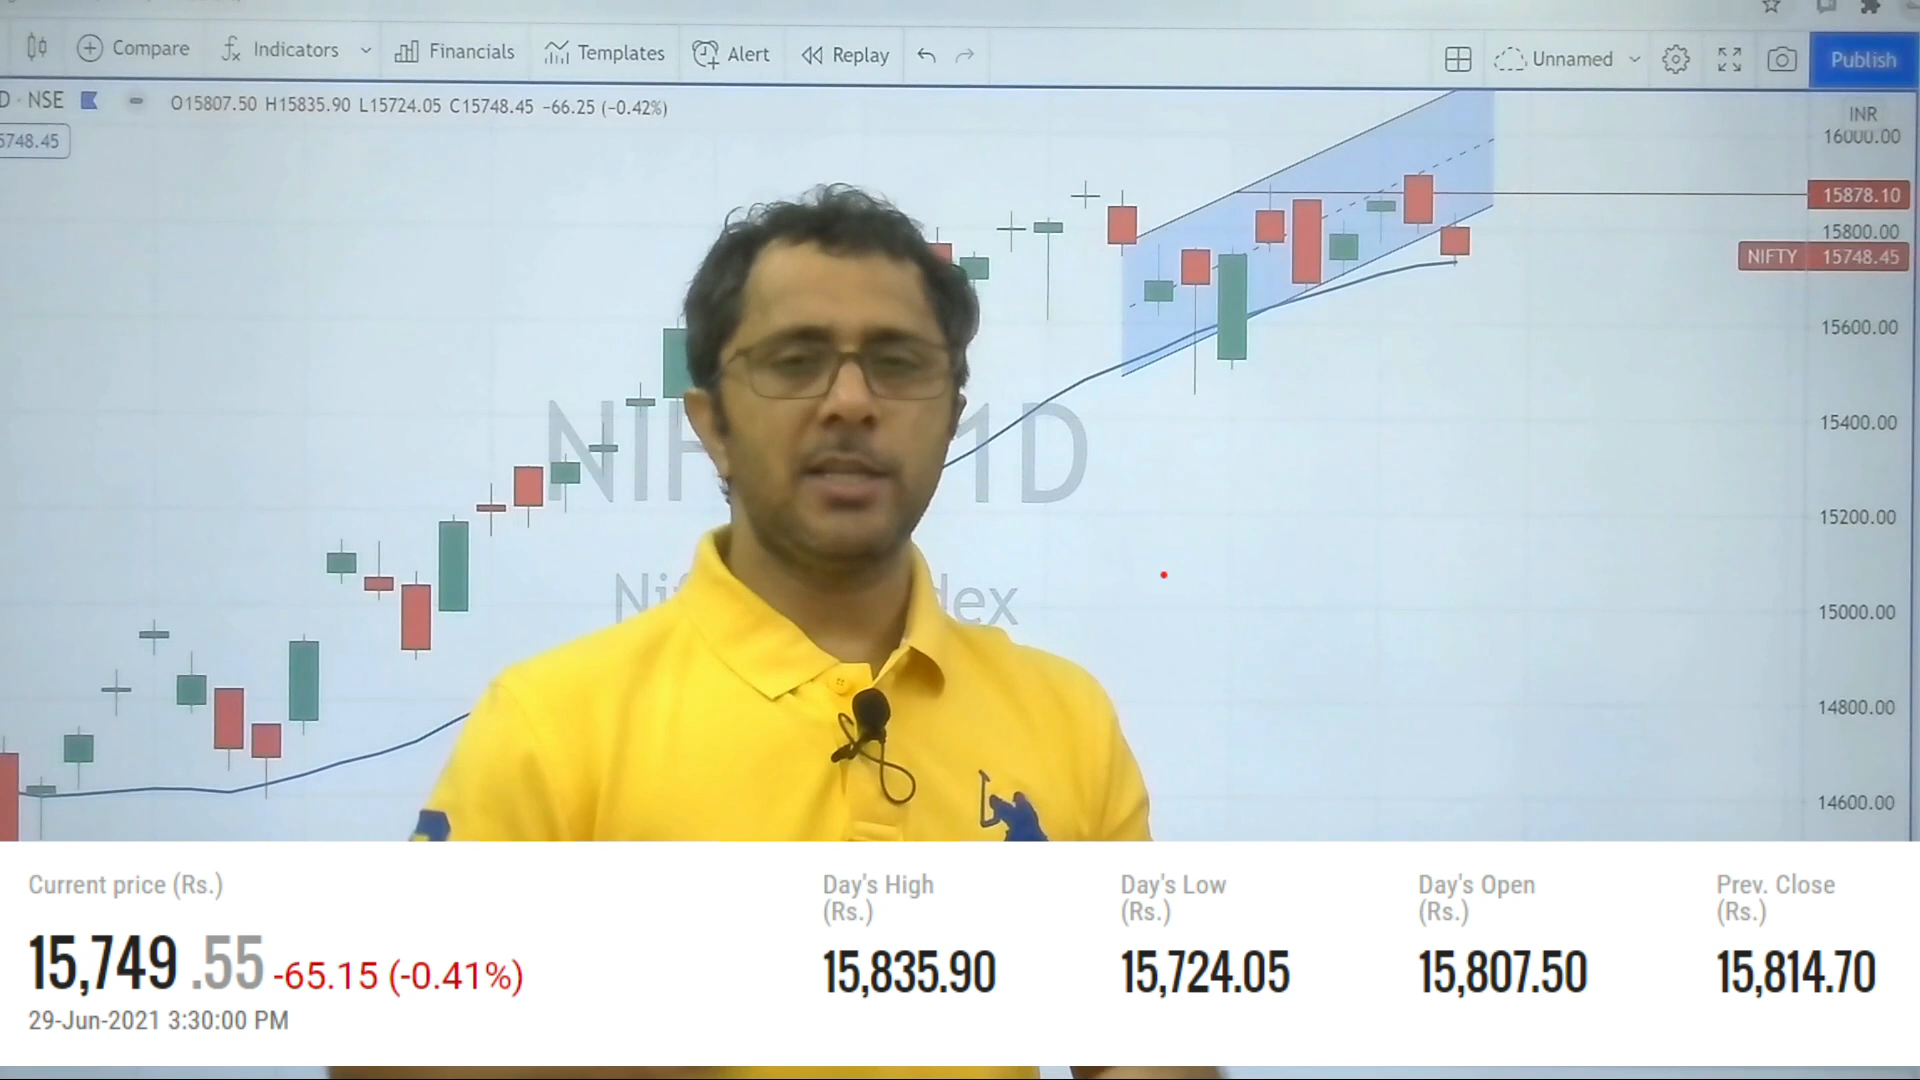 Compare
Indicators
Financials
Templates
Alert
Replay
Unnamed
Publish
D · NSE
O15807.50 H15835.90 L15724.05 C15748.45 −66.25 (−0.42%)
5748.45
INR
16000.00
15878.10
15800.00
NIFTY 15748.45
15600.00
15400.00
15200.00
15000.00
14800.00
14600.00
1D
Current price (Rs.)
15,749.55 -65.15 (-0.41%)
29-Jun-2021 3:30:00 PM
Day's High
(Rs.)
15,835.90
Day's Low
(Rs.)
15,724.05
Day's Open
(Rs.)
15,807.50
Prev. Close
(Rs.)
15,814.70